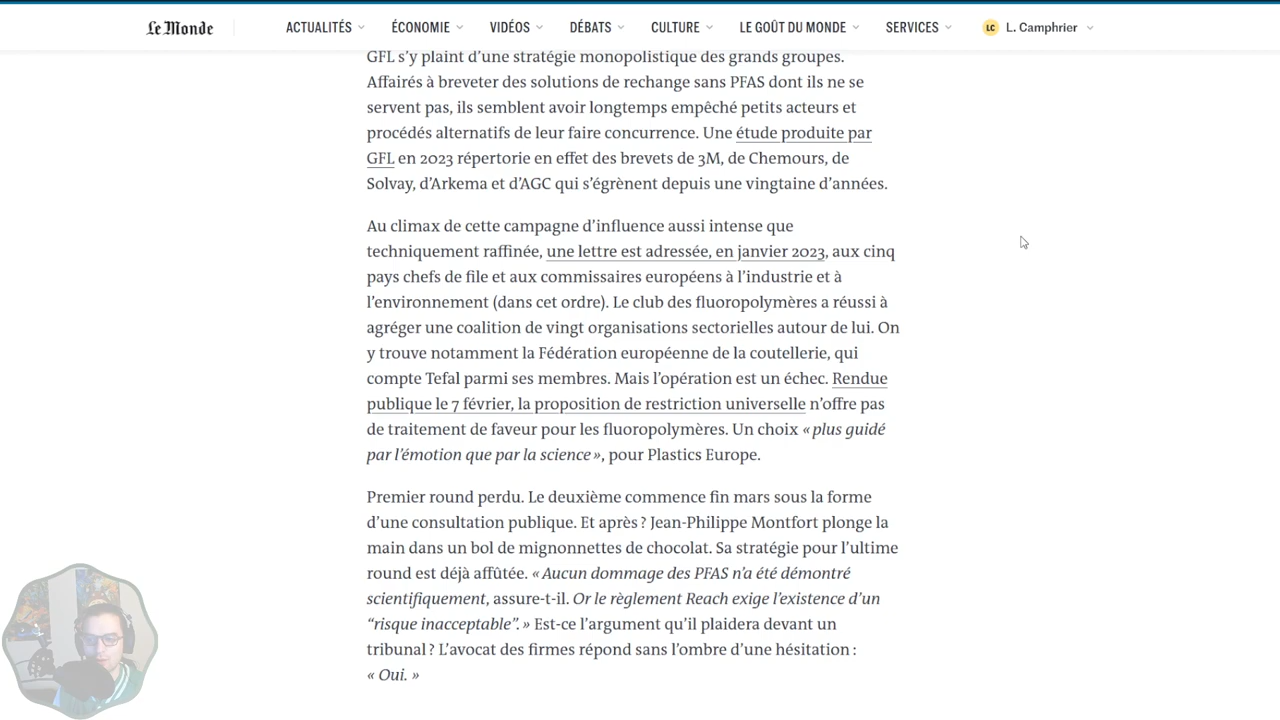 Le Monde
ACTUALITÉS
ÉCONOMIE
VIDÉOS
DÉBATS
CULTURE
LE GOÛT DU MONDE
SERVICES
LC
L. Camphrier
GFL s’y plaint d’une stratégie monopolistique des grands groupes.
Affairés à breveter des solutions de rechange sans PFAS dont ils ne se
servent pas, ils semblent avoir longtemps empêché petits acteurs et
procédés alternatifs de leur faire concurrence. Une étude produite par
GFL en 2023 répertorie en effet des brevets de 3M, de Chemours, de
Solvay, d’Arkema et d’AGC qui s’égrènent depuis une vingtaine d’années.
Au climax de cette campagne d’influence aussi intense que
techniquement raffinée, une lettre est adressée, en janvier 2023, aux cinq
pays chefs de file et aux commissaires européens à l’industrie et à
l’environnement (dans cet ordre). Le club des fluoropolymères a réussi à
agréger une coalition de vingt organisations sectorielles autour de lui. On
y trouve notamment la Fédération européenne de la coutellerie, qui
compte Tefal parmi ses membres. Mais l’opération est un échec. Rendue
publique le 7 février, la proposition de restriction universelle n’offre pas
de traitement de faveur pour les fluoropolymères. Un choix « plus guidé
par l’émotion que par la science », pour Plastics Europe.
Premier round perdu. Le deuxième commence fin mars sous la forme
d’une consultation publique. Et après ? Jean-Philippe Montfort plonge la
main dans un bol de mignonnettes de chocolat. Sa stratégie pour l’ultime
round est déjà affûtée. « Aucun dommage des PFAS n’a été démontré
scientifiquement, assure-t-il. Or le règlement Reach exige l’existence d’un
“risque inacceptable”. » Est-ce l’argument qu’il plaidera devant un
tribunal ? L’avocat des firmes répond sans l’ombre d’une hésitation :
« Oui. »